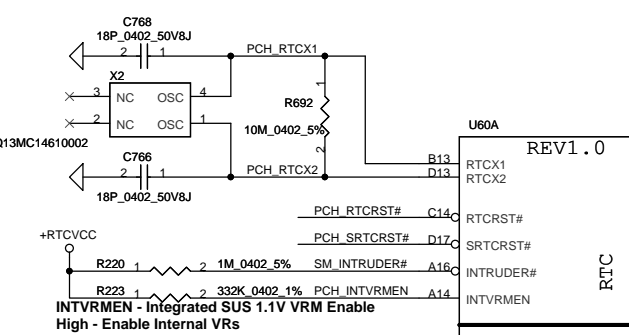 C768
18P_0402_50V8J
2 1 PCH_RTCX1
X2
3 NC OSC 4
2 NC OSC 1
Q13MC14610002
R692
1
10M_0402_5%
2
C766
2 1 PCH_RTCX2
18P_0402_50V8J
U60A
REV1.0
B13 RTCX1
D13 RTCX2
PCH_RTCRST# C14 RTCRST#
PCH_SRTCRST# D17 SRTCRST#
+RTCVCC
R220 1 2 1M_0402_5% SM_INTRUDER# A16 INTRUDER#
R223 1 2 332K_0402_1% PCH_INTVRMEN A14 INTVRMEN
RTC
INTVRMEN - Integrated SUS 1.1V VRM Enable
High - Enable Internal VRs